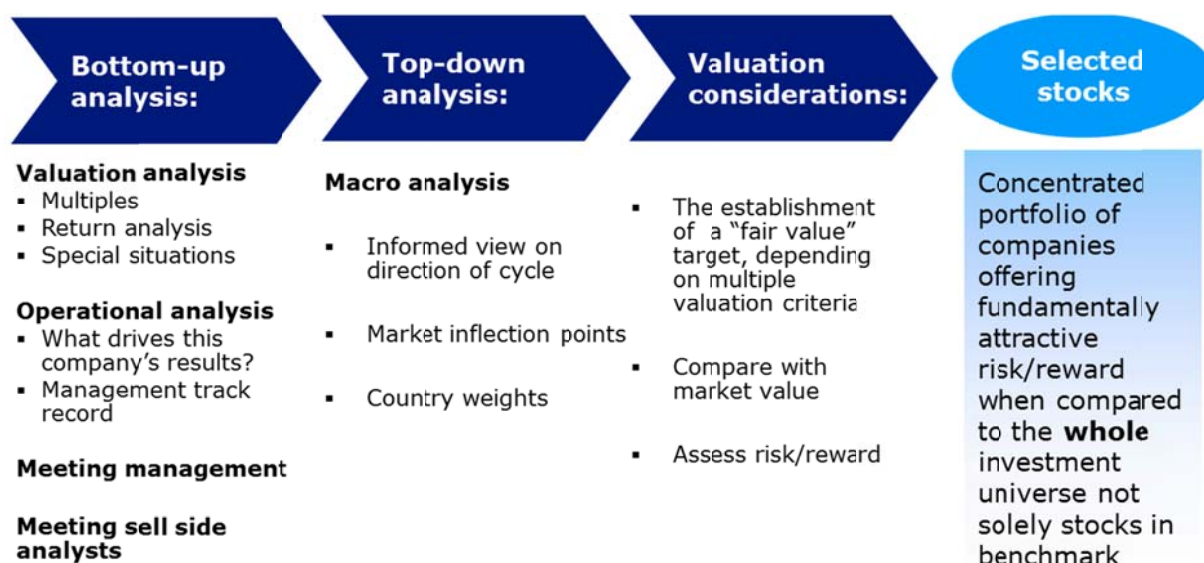 Bottom-up
analysis:
Valuation analysis
▪ Multiples
▪ Return analysis
▪ Special situations
Operational analysis
▪ What drives this
company's results?
▪ Management track
record
Meeting management
Meeting sell side
analysts
Top-down
analysis:
Macro analysis
▪ Informed view on
direction of cycle
▪ Market inflection points
▪ Country weights
Valuation
considerations:
▪ The establishment
of a “fair value”
target, depending
on multiple
valuation criteria
▪ Compare with
market value
▪ Assess risk/reward
Selected
stocks
Concentrated
portfolio of
companies
offering
fundamentally
attractive
risk/reward
when compared
to the whole
investment
universe not
solely stocks in
benchmark